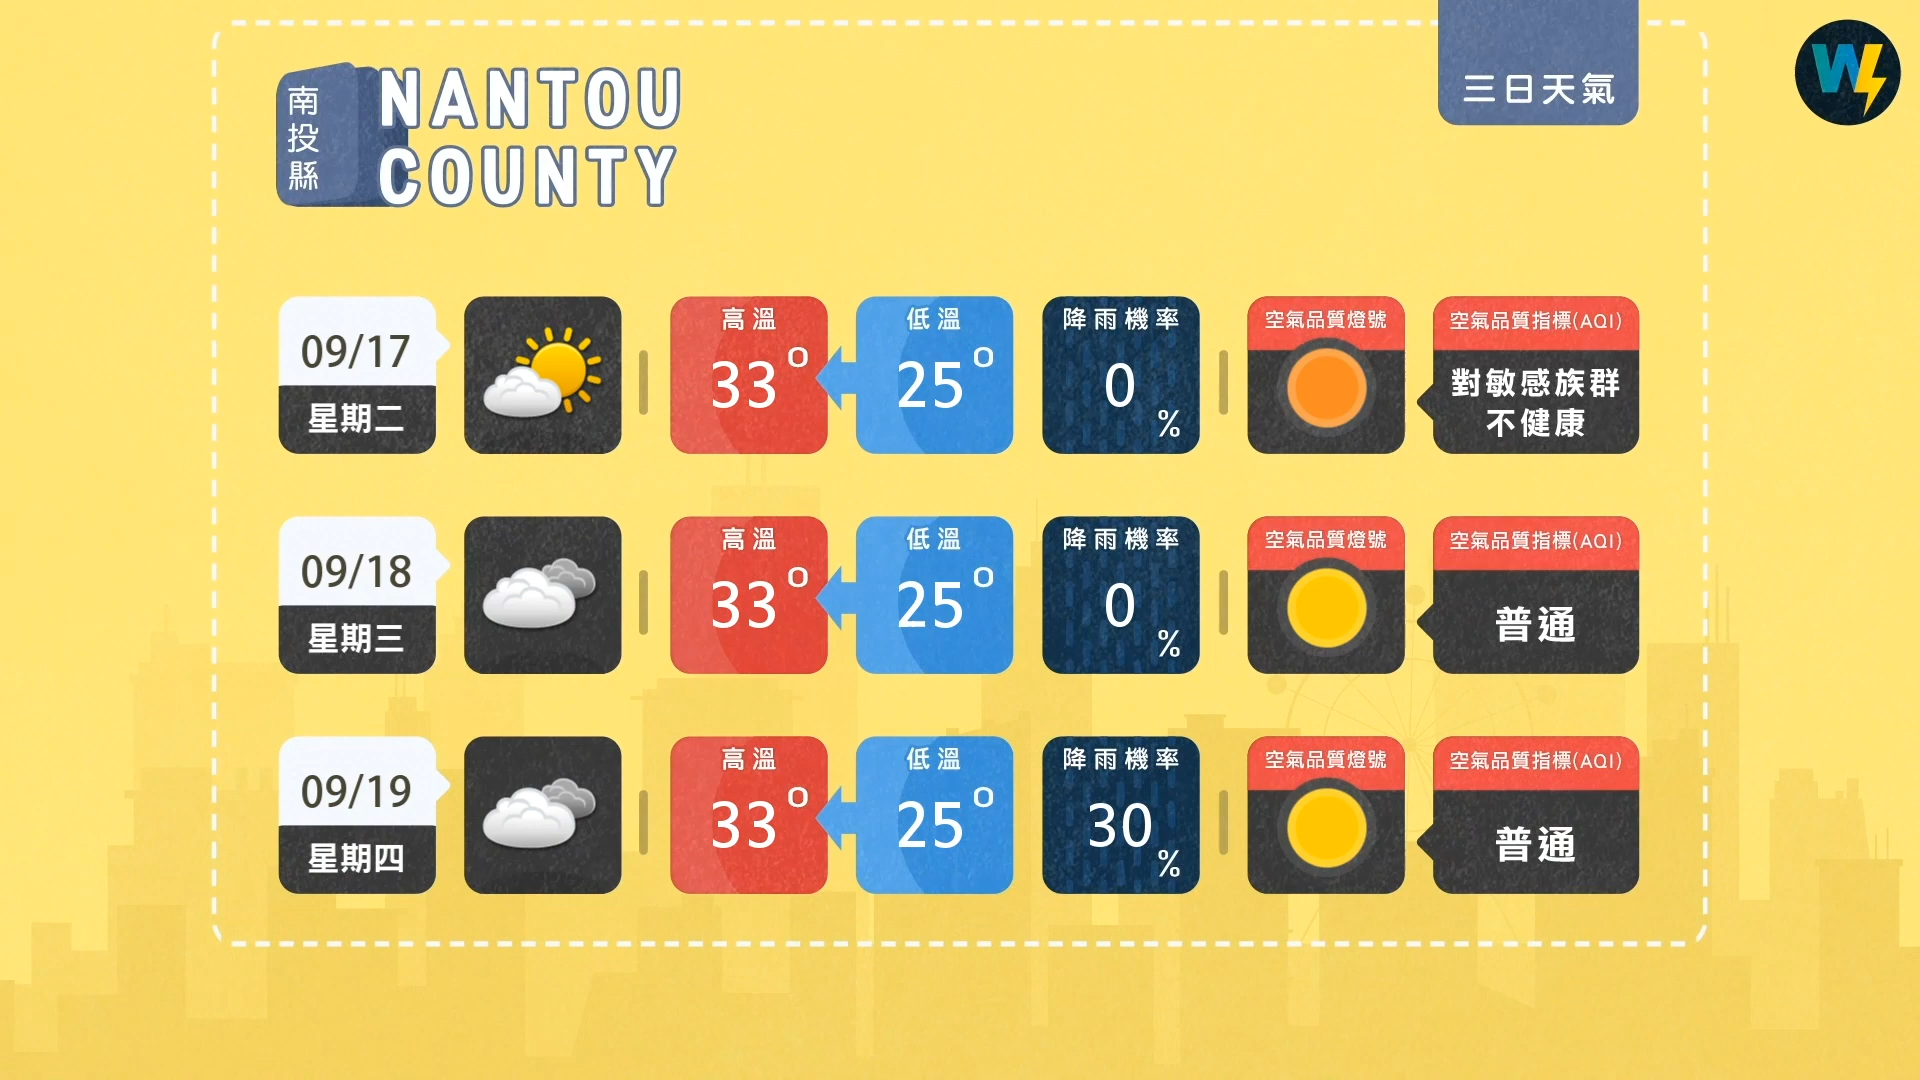 南投縣
NANTOU
COUNTY
三日天氣
W
09/17
星期二
高溫
33°
低溫
25°
降雨機率
0
%
空氣品質燈號
空氣品質指標(AQI)
對敏感族群
不健康
09/18
星期三
高溫
33°
低溫
25°
降雨機率
0
%
空氣品質燈號
空氣品質指標(AQI)
普通
09/19
星期四
高溫
33°
低溫
25°
降雨機率
30
%
空氣品質燈號
空氣品質指標(AQI)
普通